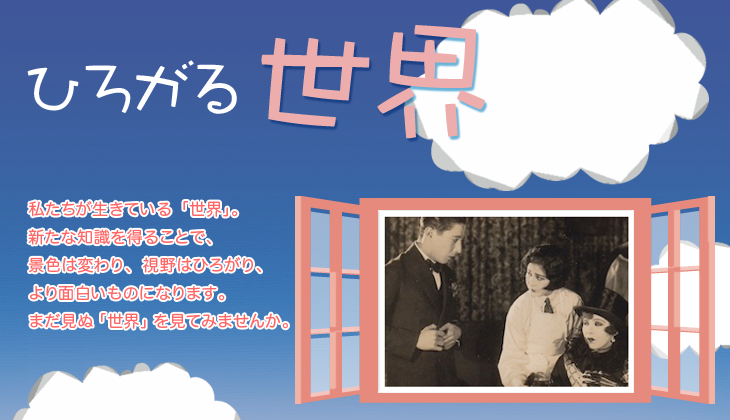 ひろがる世界
私たちが生きている「世界」。
新たな知識を得ることで、
景色は変わり、視野はひろがり、
より面白いものになります。
まだ見ぬ「世界」を見てみませんか。